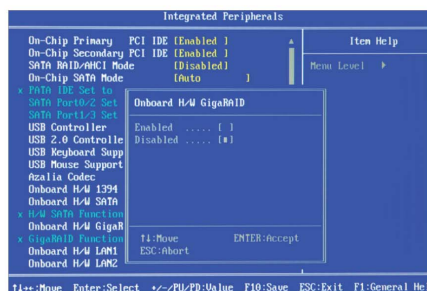 Integrated Peripherals
On-Chip Primary PCI IDE [Enabled ]
On-Chip Secondary PCI IDE [Enabled ]
SATA RAID/AHCI Mode [Disabled]
On-Chip SATA Mode [Auto ]
x PATA IDE Set to
SATA Port0/2 Set
SATA Port1/3 Set
USB Controller
USB 2.0 Controlle
USB Keyboard Supp
USB Mouse Support
Azalia Codec
Onboard H/W 1394
Onboard H/W SATA
x H/W SATA Function
Onboard H/W GigaR
x GigaRAID Function
Onboard H/W LAN1
Onboard H/W LAN2
Item Help
Menu Level
Onboard H/W GigaRAID
Enabled ..... [ ]
Disabled ..... [■]
↑↓:Move ENTER:Accept
ESC:Abort
↑↓→←:Move Enter:Select +/-/PU/PD:Value F10:Save ESC:Exit F1:General He